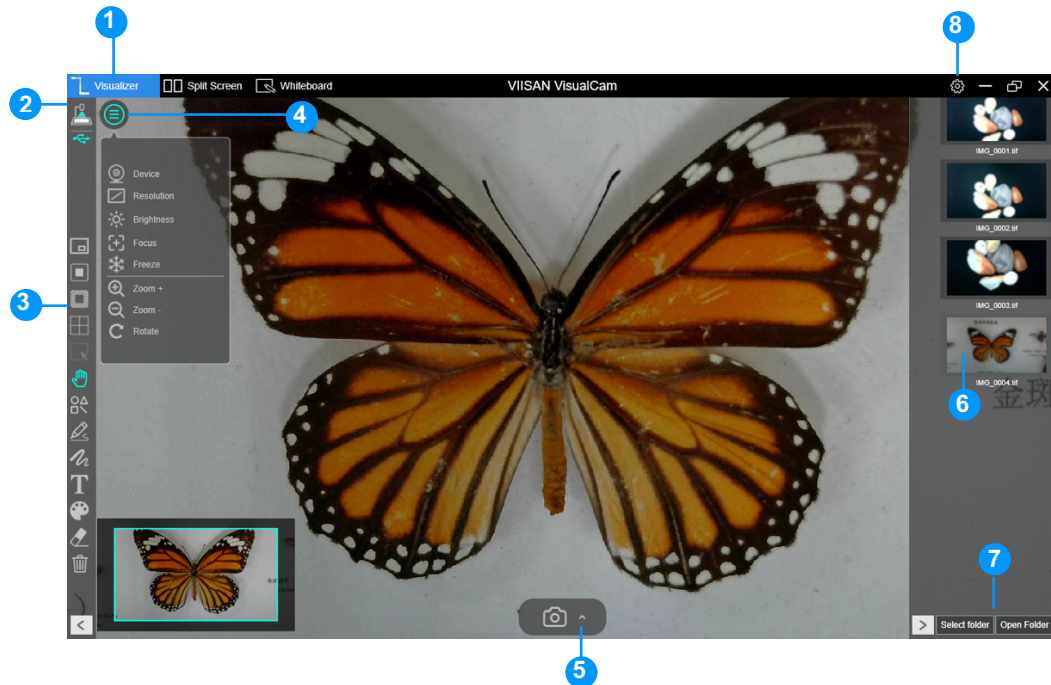 1
8
Visualizer Split Screen Whiteboard VIISAN VisualCam
2
4
IMG_0001.tif
Device
Resolution
Brightness
IMG_0002.tif
Focus
Freeze
Zoom +
3
IMG_0003.tif
Zoom -
Rotate
6
IMG_0004.tif
金斑
T
7
Select folder Open Folder
5